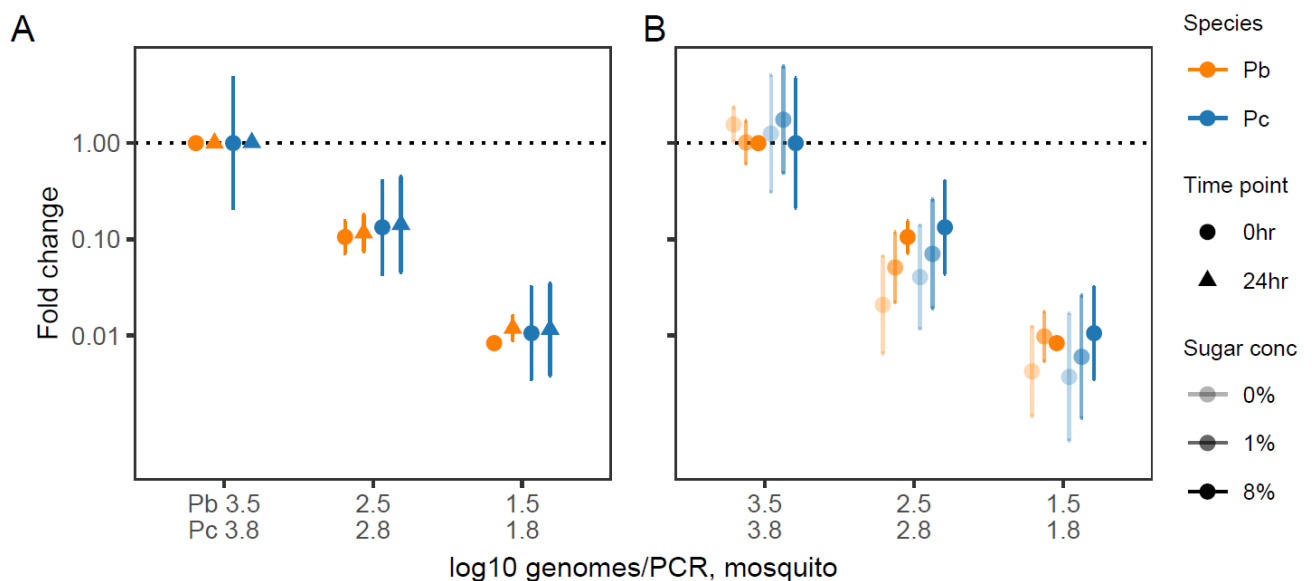 A
B
Fold change
1.00
0.10
0.01
Pb 3.5
Pc 3.8
2.5
2.8
1.5
1.8
3.5
3.8
2.5
2.8
1.5
1.8
log10 genomes/PCR, mosquito
Species
Pb
Pc
Time point
0hr
24hr
Sugar conc
0%
1%
8%